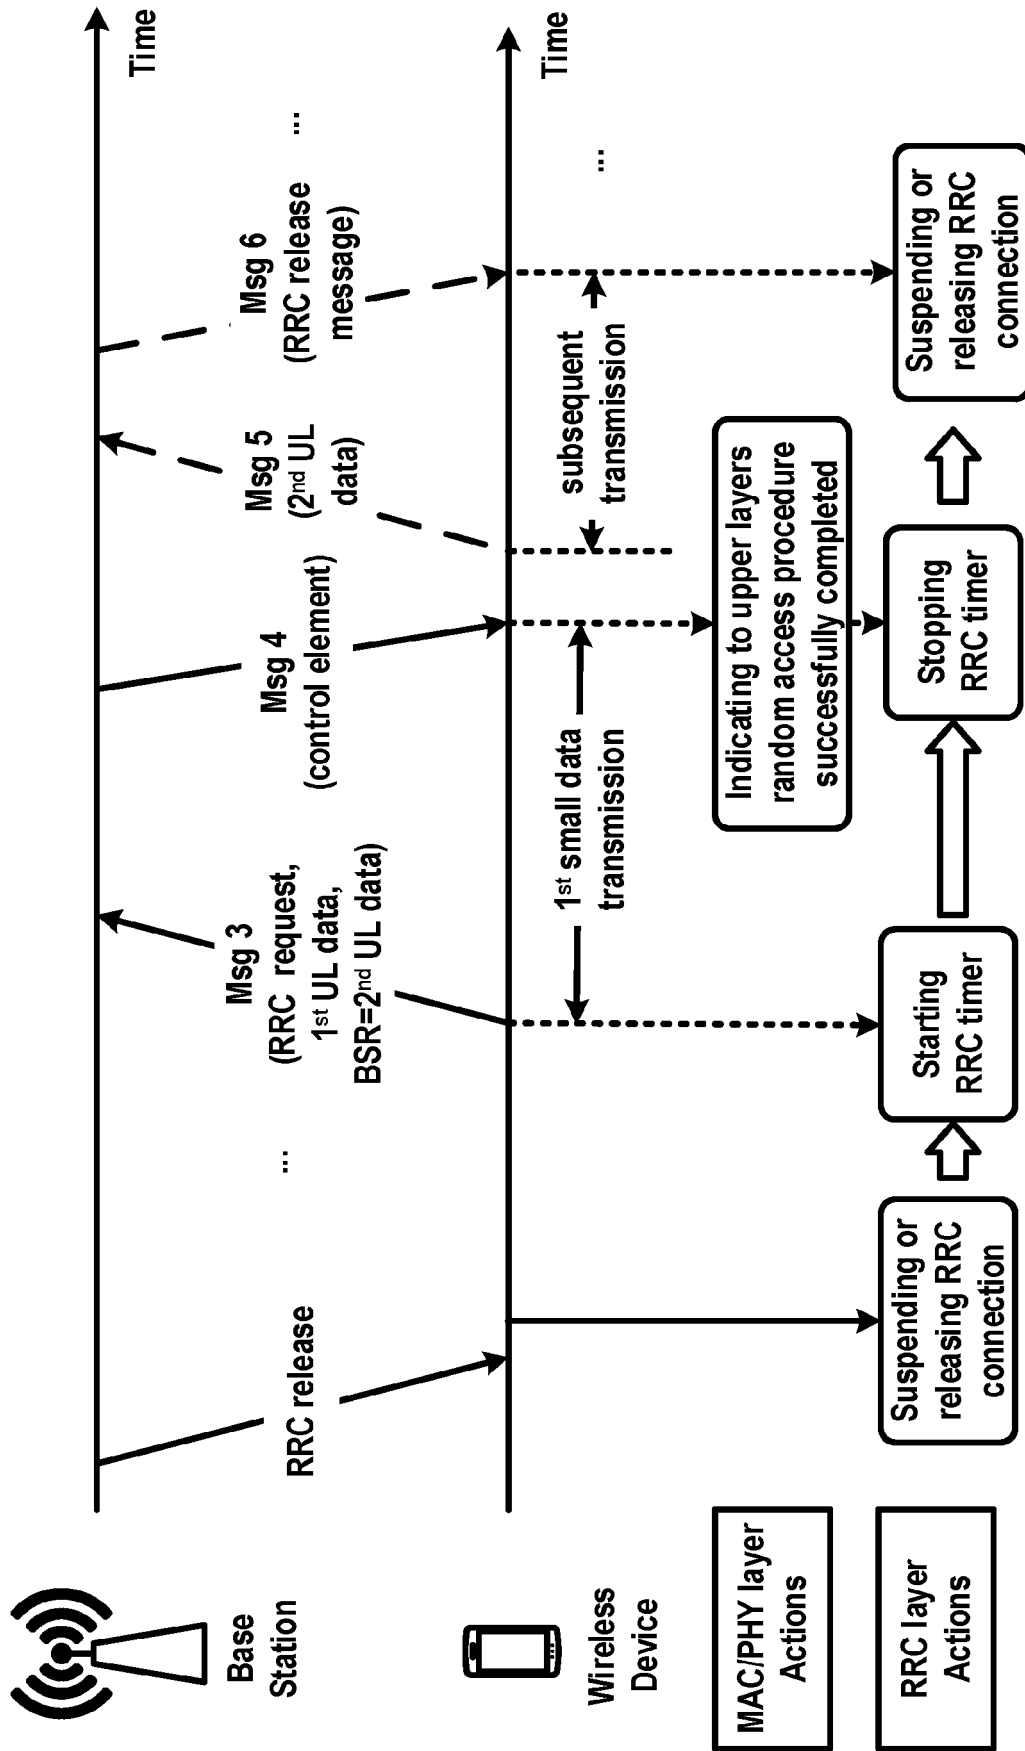 Base
Station
RRC release
...
Msg 3
(RRC request,
1st UL data,
BSR=2nd UL data)
Msg 4
(control element)
Msg 5
(2nd UL
data)
Msg 6
(RRC release
message)
...
Time
Wireless
Device
1st small data
transmission
subsequent
transmission
...
Time
MAC/PHY layer
Actions
Indicating to upper layers
random access procedure
successfully completed
RRC layer
Actions
Suspending or
releasing RRC
connection
Starting
RRC timer
Stopping
RRC timer
Suspending or
releasing RRC
connection